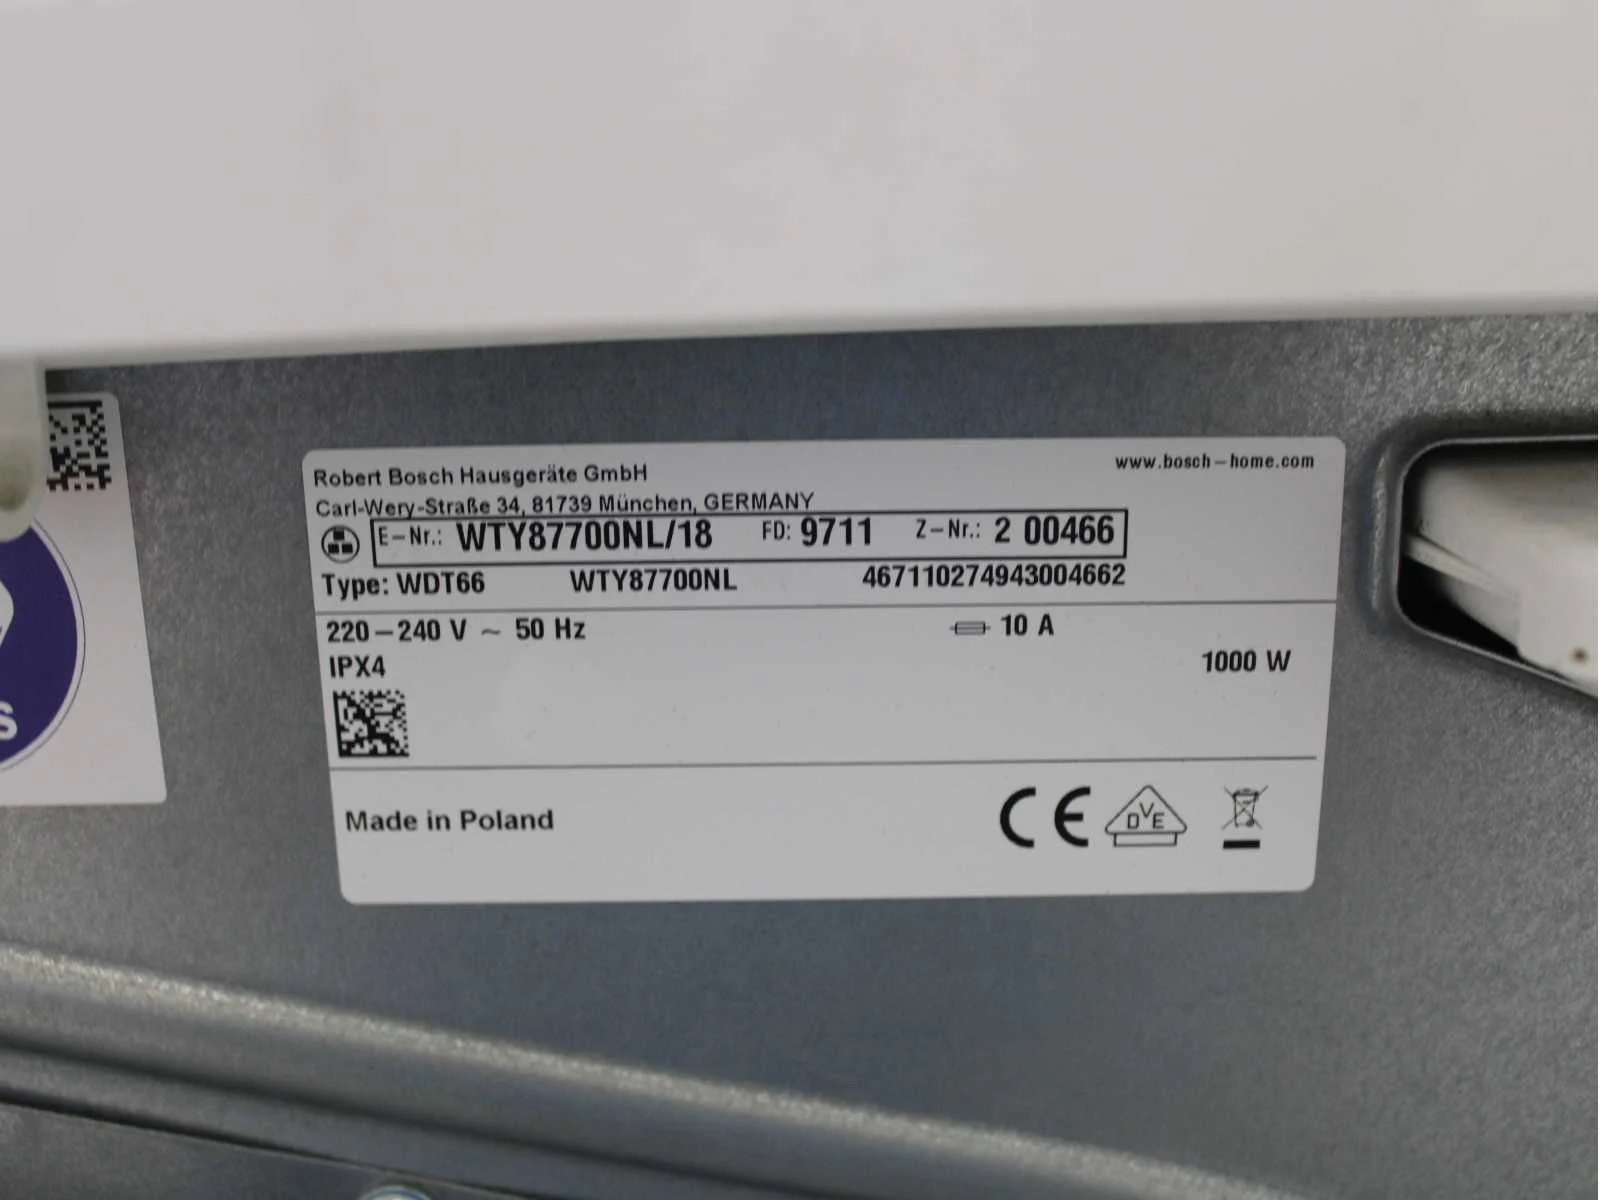 Robert Bosch Hausgeräte GmbH
www.bosch-home.com
Carl-Wery-Straße 34, 81739 München, GERMANY
E-Nr.: WTY87700NL/18 FD: 9711 Z-Nr.: 2 00466
Type: WDT66 WTY87700NL 467110274943004662
220-240 V ~ 50 Hz 10 A
IPX4 1000 W
Made in Poland
CE DVE
S